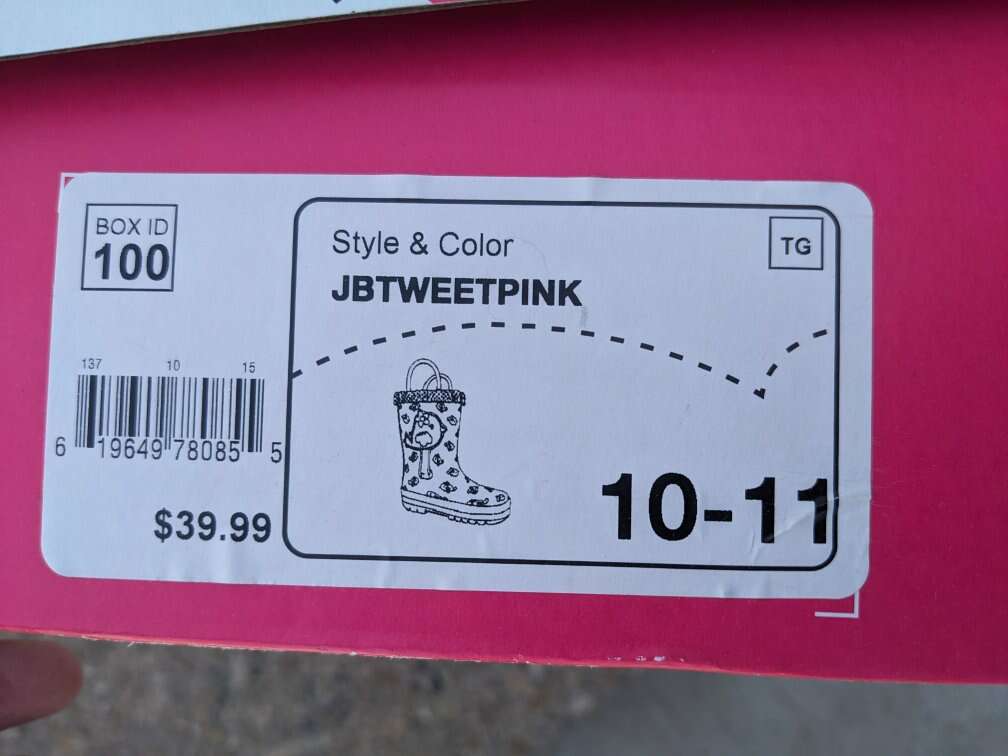 BOX ID
100
Style & Color
TG
JBTWEETPINK
137 10 15
6 19649 78085 5
$39.99
10-11